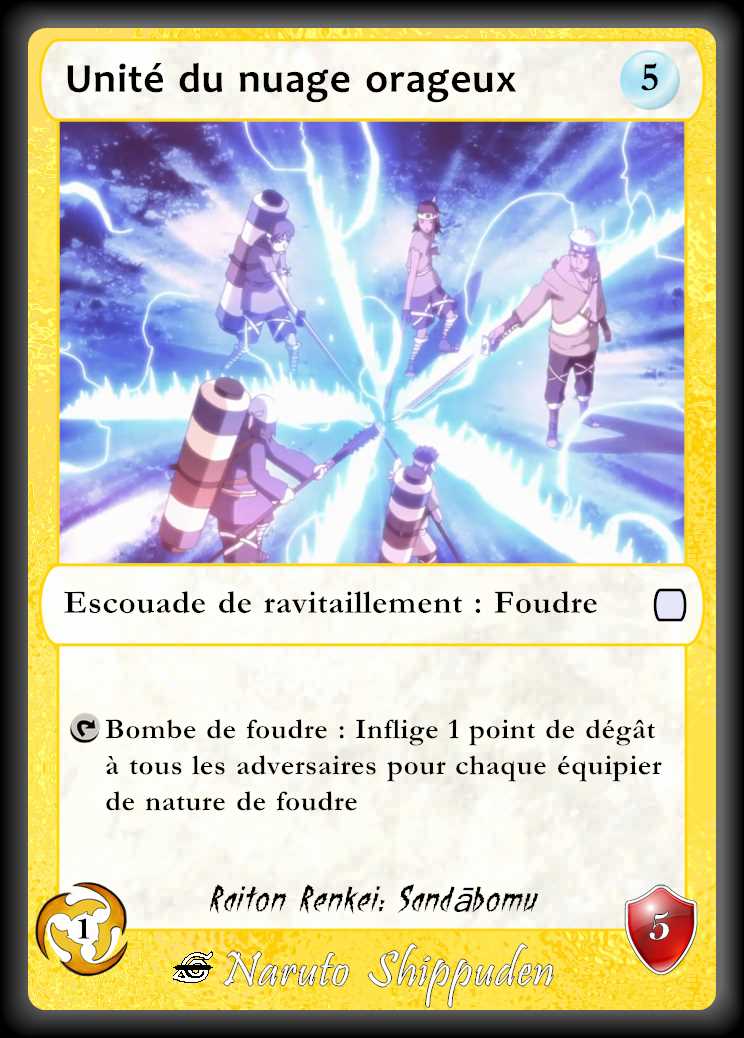 Unité du nuage orageux
5
Escouade de ravitaillement : Foudre
Bombe de foudre : Inflige 1 point de dégât
à tous les adversaires pour chaque équipier
de nature de foudre
Raiton Renkei: Sandābomu
1
5
Naruto Shippuden